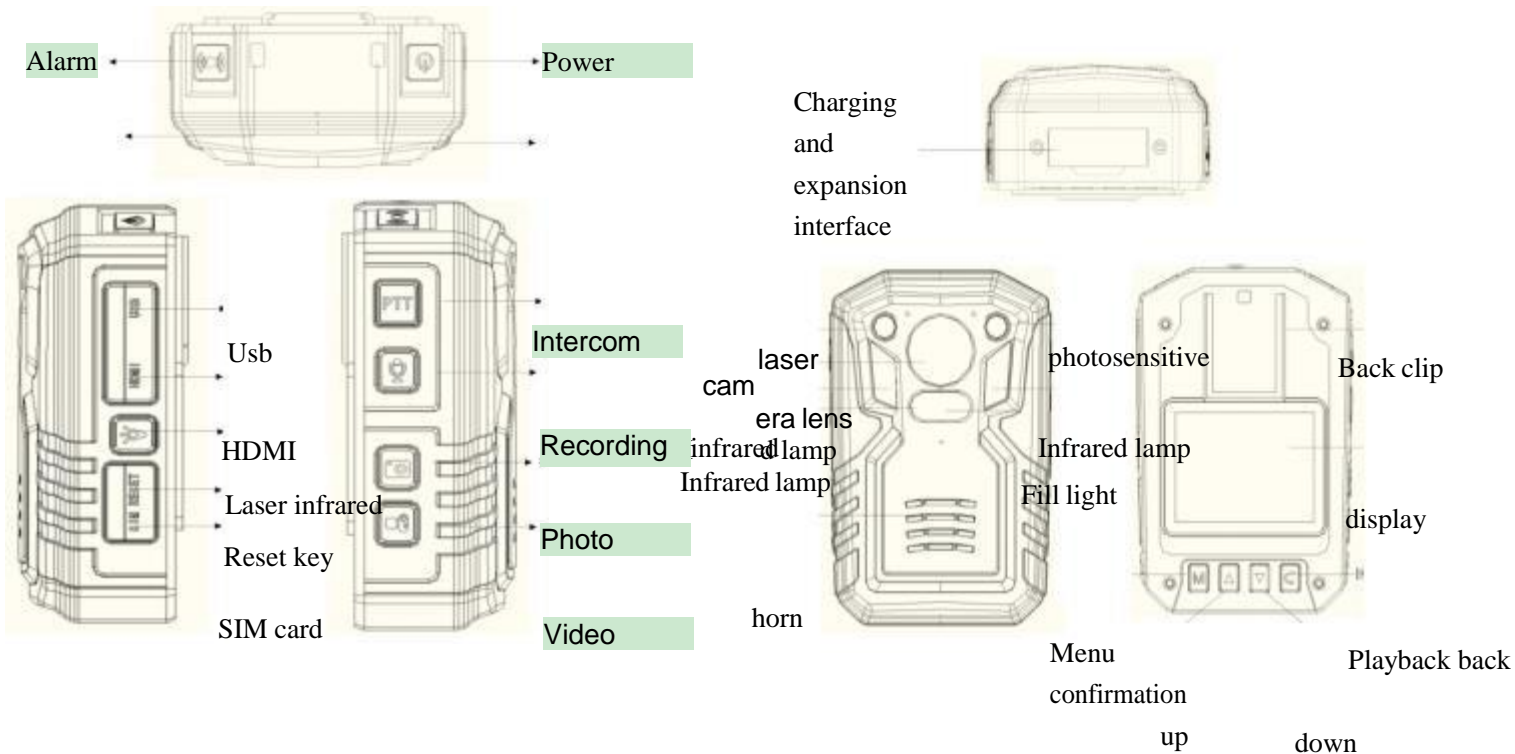 Alarm
Power
Charging
and
expansion
interface
USB
HDMI
SIM RESET
PTT
Usb
HDMI
Laser infrared
Reset key
SIM card
Intercom
Recording
Photo
Video
laser
cam
era lens
infrared
d lamp
Infrared lamp
horn
photosensitive
Infrared lamp
Fill light
Back clip
display
M
Menu
confirmation
up
down
Playback back